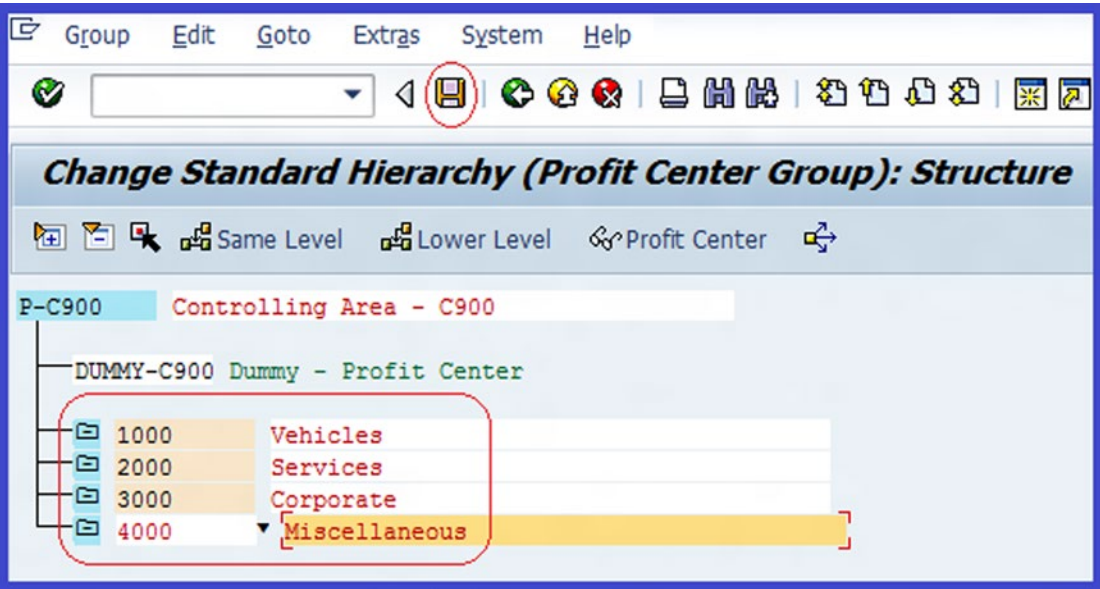 Group Edit Goto Extras System Help
Change Standard Hierarchy (Profit Center Group): Structure
Same Level Lower Level Profit Center
P-C900 Controlling Area - C900
DUMMY-C900 Dummy - Profit Center
1000 Vehicles
2000 Services
3000 Corporate
4000 Miscellaneous